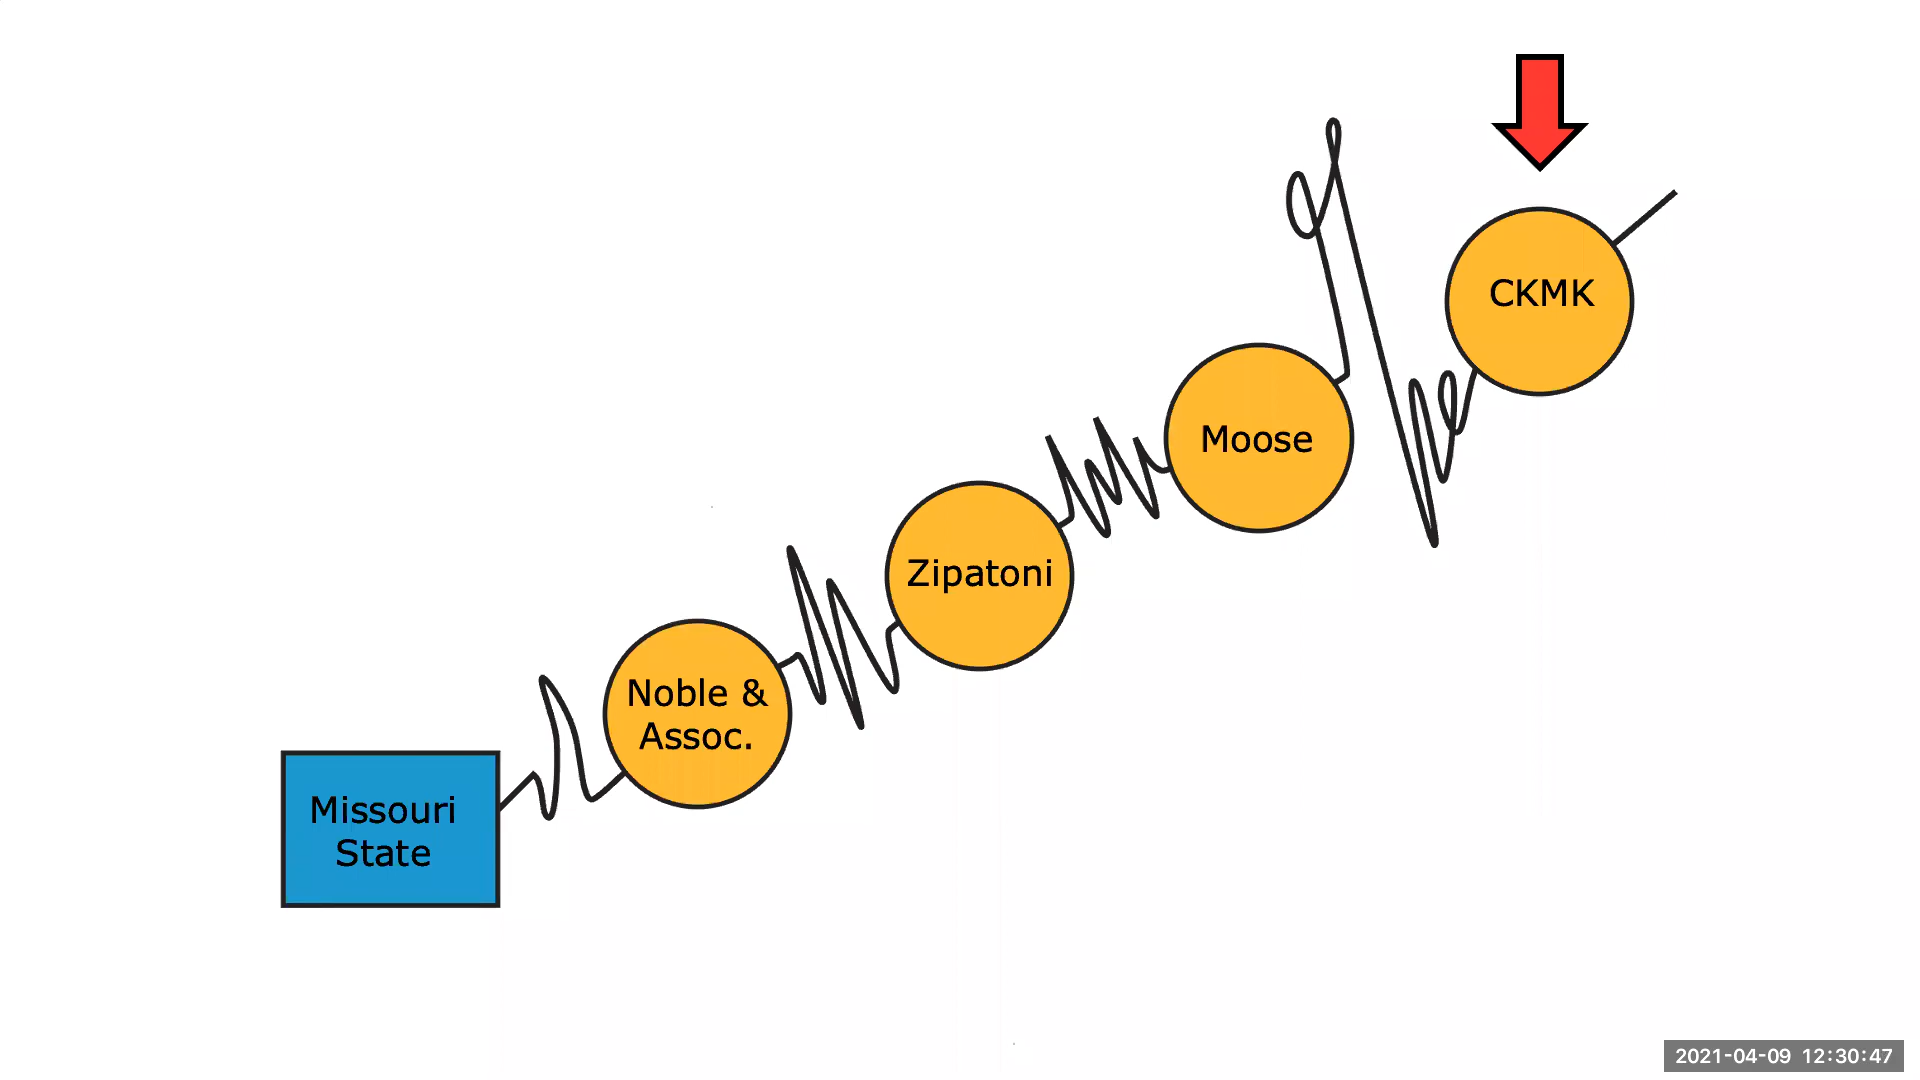 Missouri
State
Noble &
Assoc.
Zipatoni
Moose
CKMK
2021-04-09 12:30:47